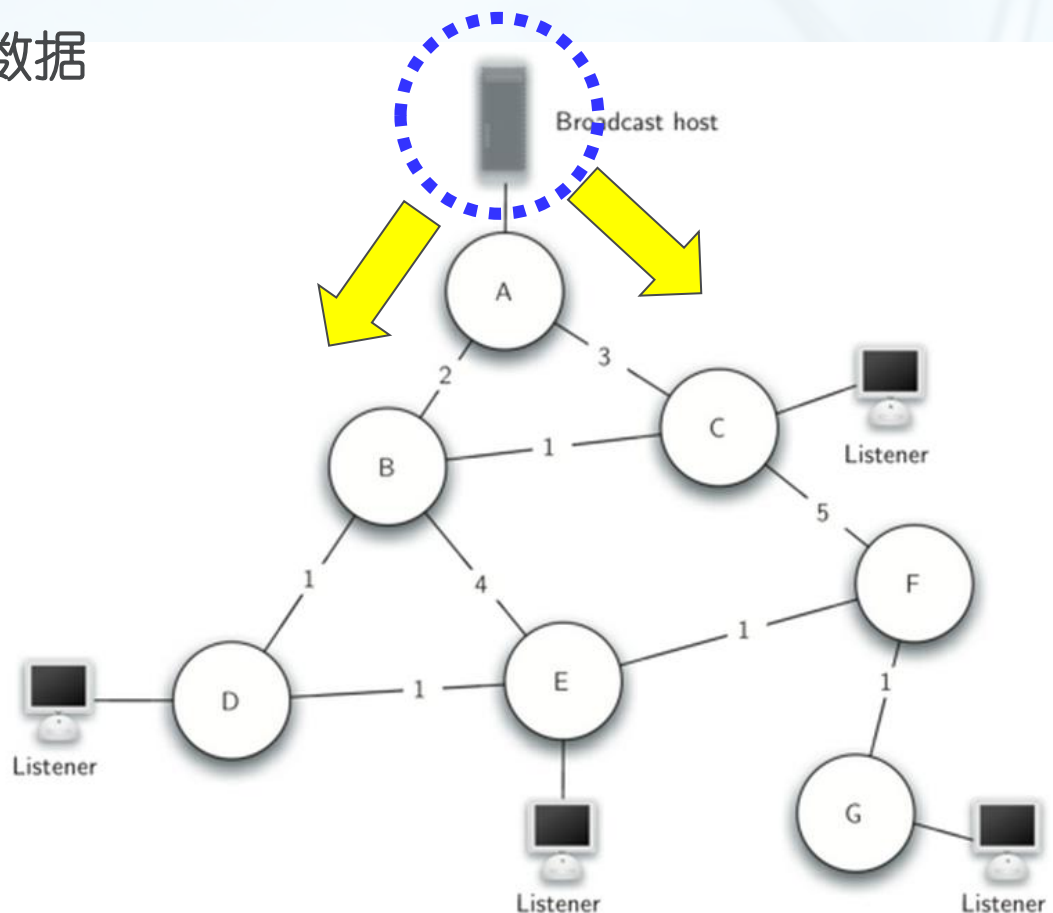 数据
Broadcast host
A
3
2
C
Listener
B
1
5
F
1
4
1
E
1
D
1
Listener
G
Listener
Listener